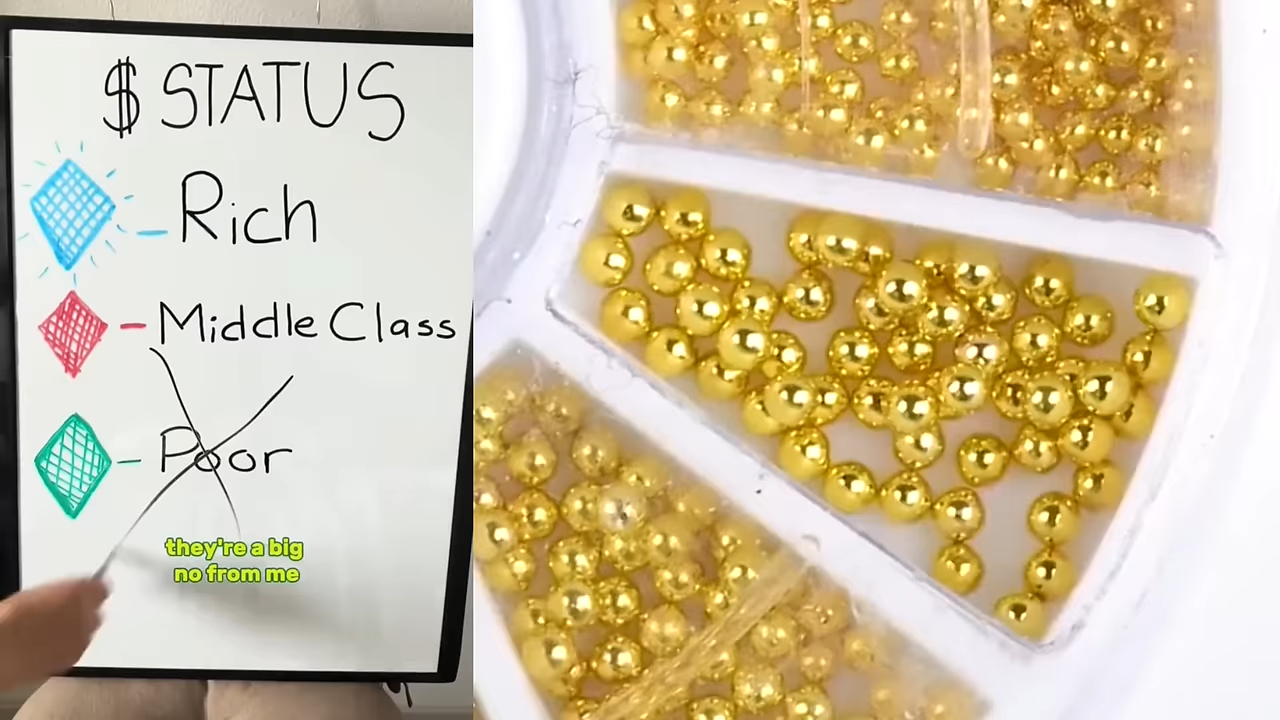 $ STATUS
Rich
Middle Class
Poor
they're a big
no from me